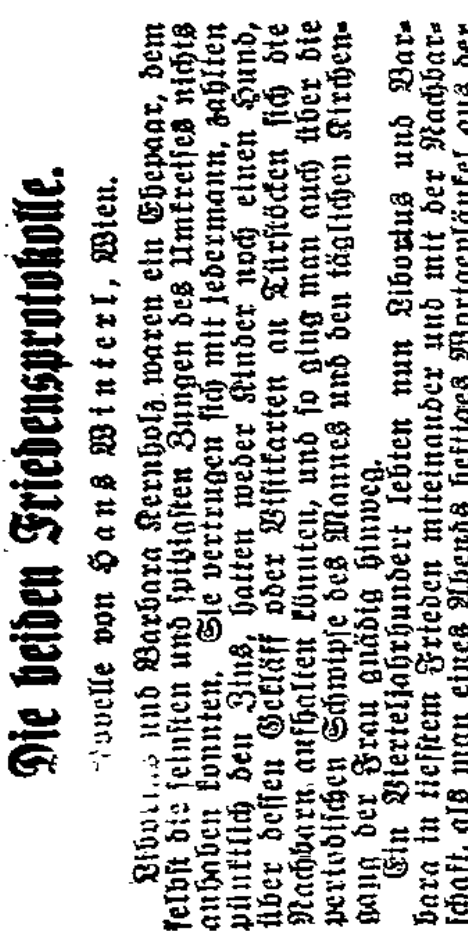 Die beiden Friedensprotokolle.
Novelle von Hans Winterl, Wien.
Liborius und Barbara Kernholz waren ein Ehepaar, dem
selbst die feinsten und spitzigsten Zungen des Umkreises nichts
anhaben konnten. Sie vertrugen sich mit jedermann, zahlten
pünktlich den Zins, hatten weder Kinder noch einen Hund,
über dessen Gekläff oder Visitkarten an Türstöcken sich die
Nachbarn aufhalten könnten, und so ging man auch über die
periodischen Schwipse des Mannes und den täglichen Kirchen-
gang der Frau gnädig hinweg.
Ein Vierteljahrhundert lebten nun Liborius und Bar-
bara in tiefstem Frieden miteinander und mit der Nachbar-
schaft, als man eines Abends heftiges Wortgeplänkel aus der